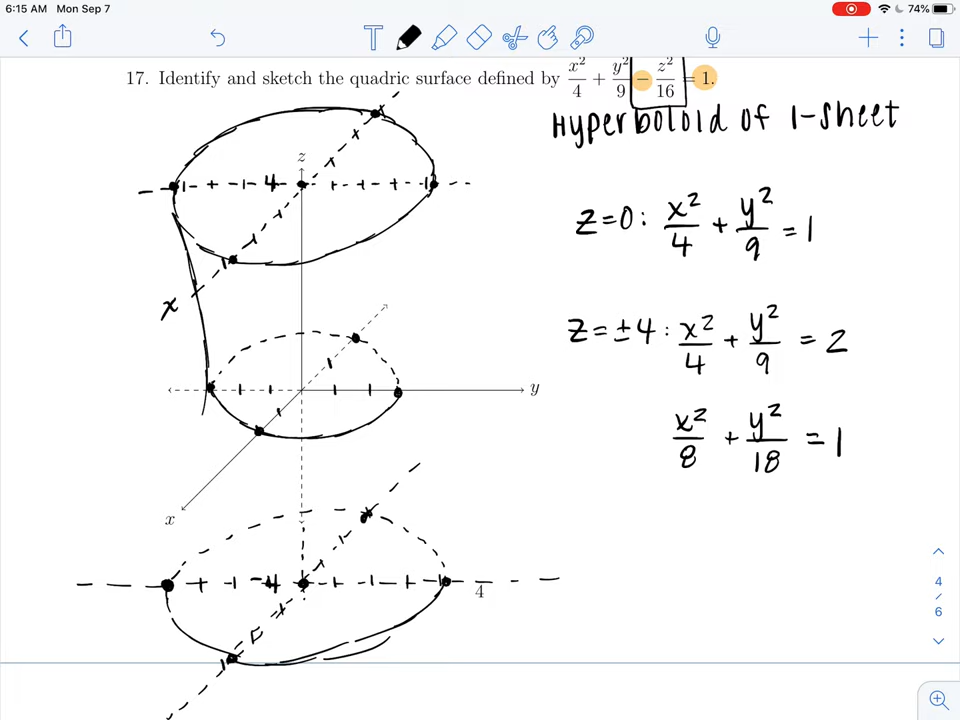 6:15 AM Mon Sep 7 74%
17. Identify and sketch the quadric surface defined by x²/4 + y²/9 − z²/16 = 1.
Hyperboloid of 1-Sheet
z
4
z=0: x²/4 + y²/9 = 1
x
z=±4: x²/4 + y²/9 = 2
y
x²/8 + y²/18 = 1
x
-4
4
4
/
6